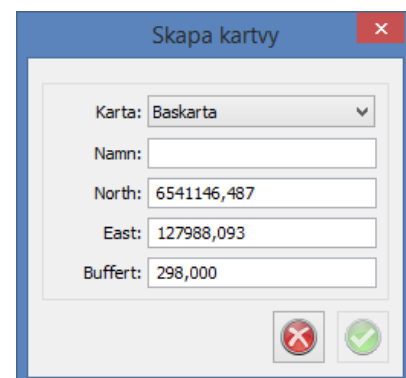 Skapa kartvy
Karta: Baskarta
Namn:
North: 6541146,487
East: 127988,093
Buffert: 298,000